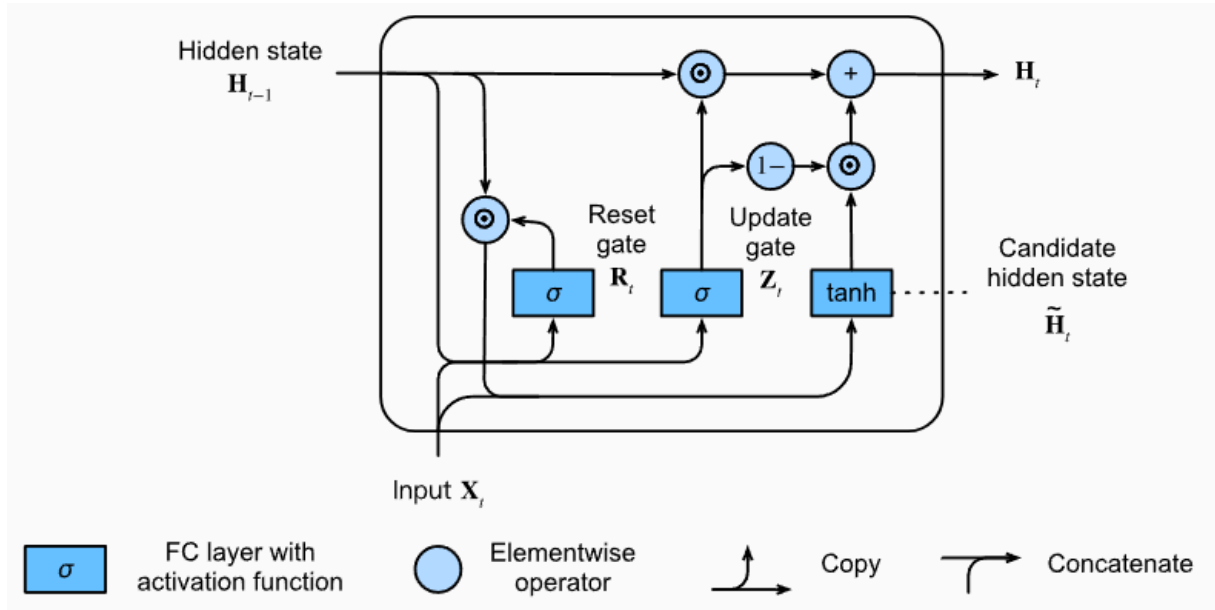 Hidden state
H_{t−1}
⊙
+
H_t
1−
⊙
⊙
Reset
gate
R_t
Update
gate
Z_t
σ
σ
tanh
Candidate
hidden state
H̃_t
Input X_t
σ
FC layer with
activation function
Elementwise
operator
Copy
Concatenate